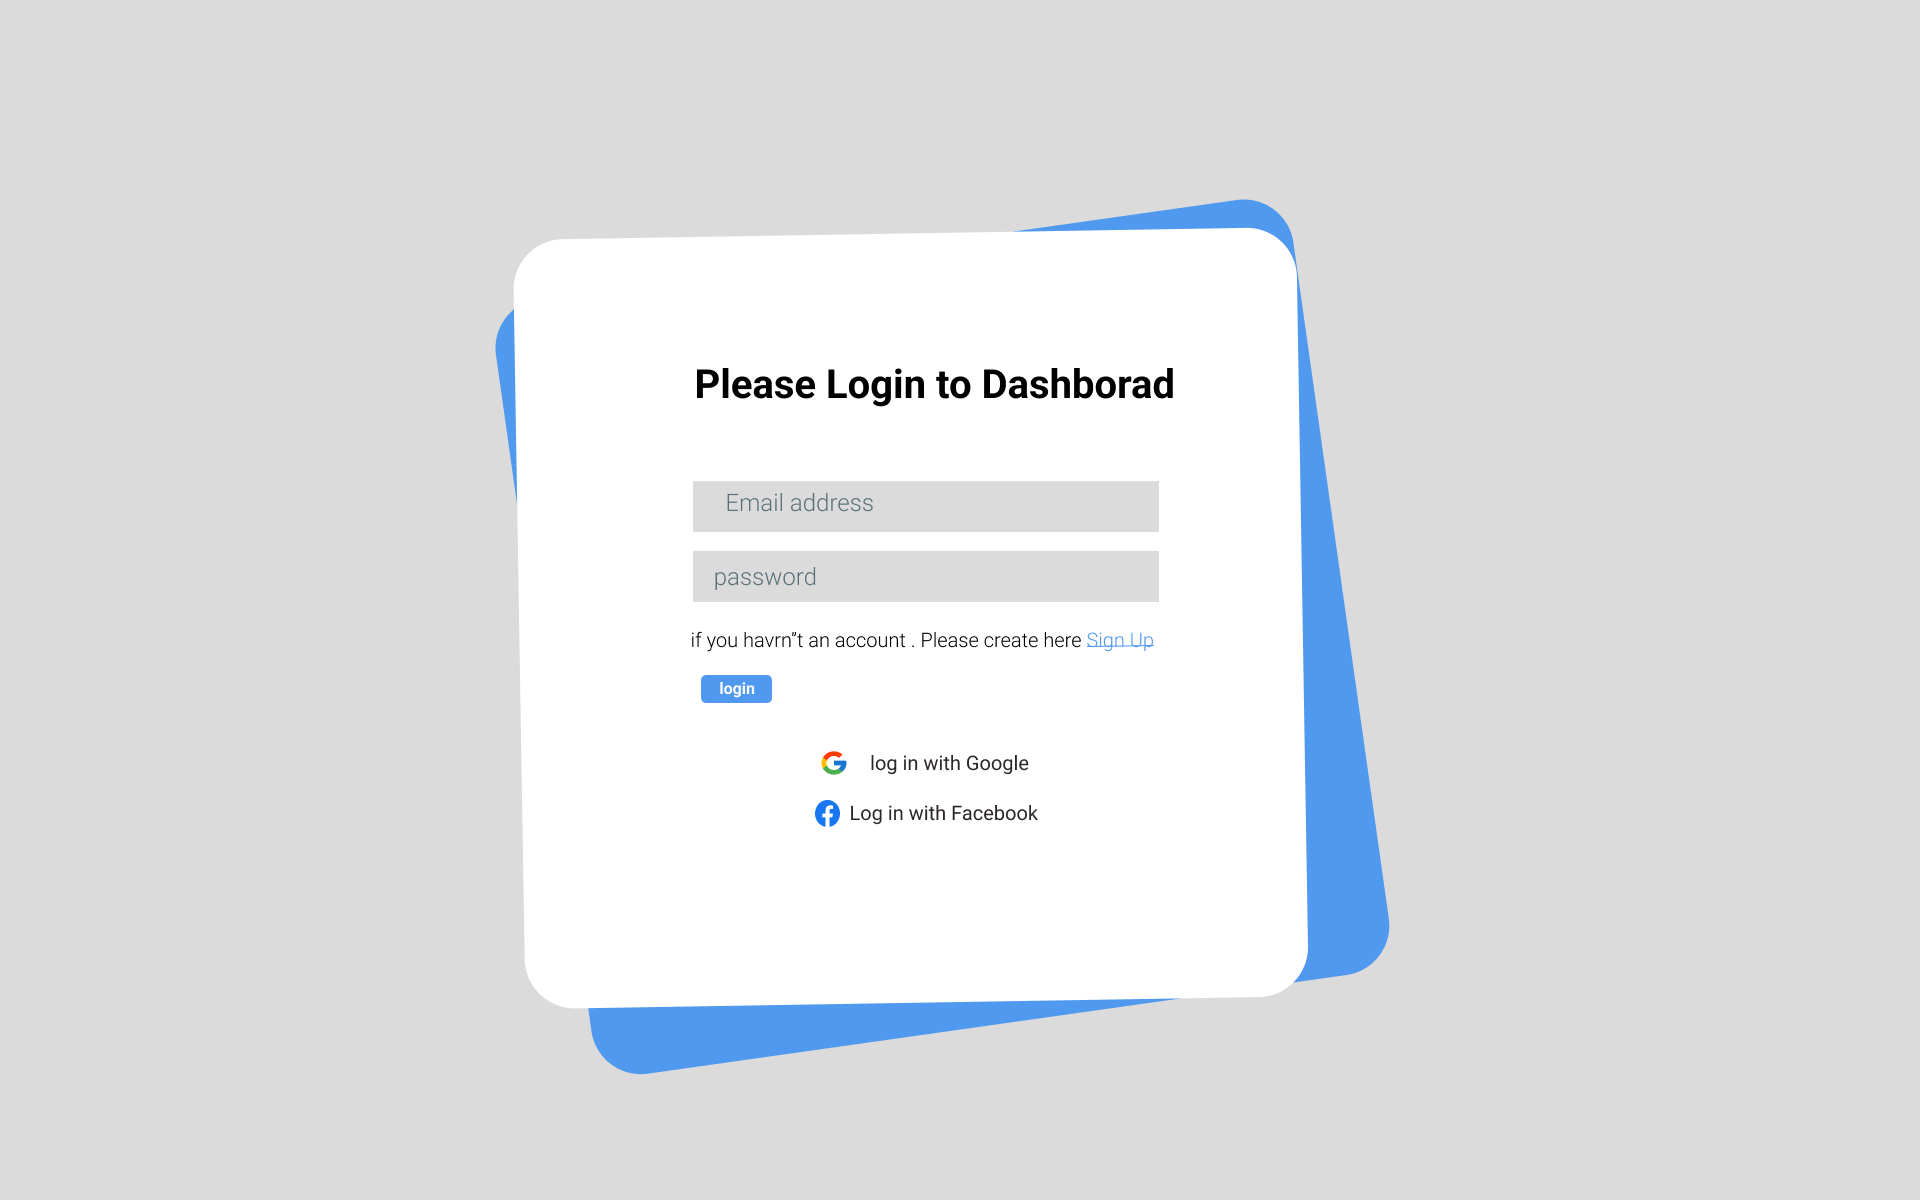 Please Login to Dashborad
Email address
password
if you havrn”t an account . Please create here Sign Up
login
log in with Google
Log in with Facebook